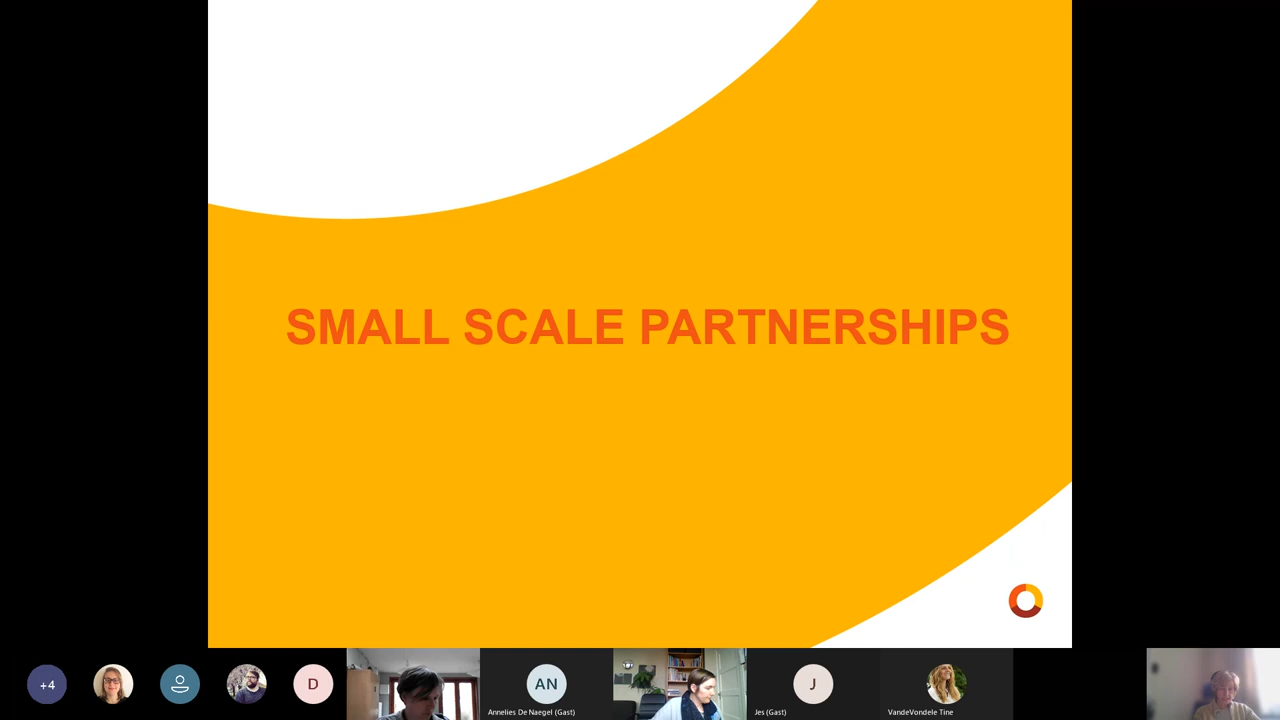 SMALL SCALE PARTNERSHIPS
+4
D
AN
Annelies De Naegel (Gast)
J
Jes (Gast)
VandeVondele Tine